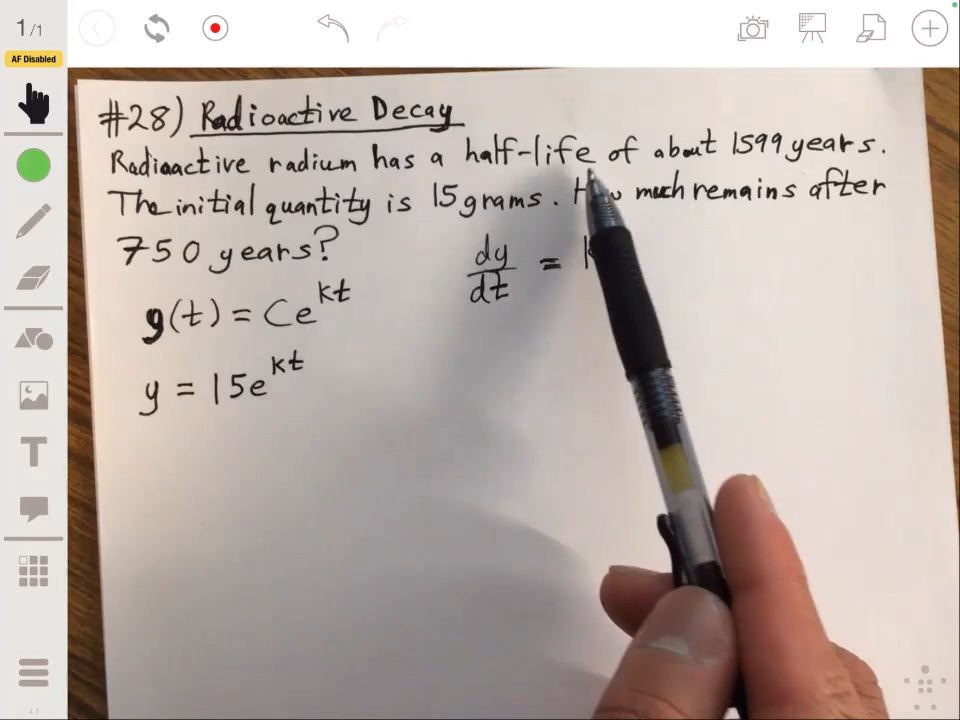 1/1
AF Disabled
#28) Radioactive Decay
Radioactive radium has a half-life of about 1599 years.
The initial quantity is 15 grams. much remains after
750 years?
dy/dt =
y(t) = Ce^kt
y = 15e^kt
T